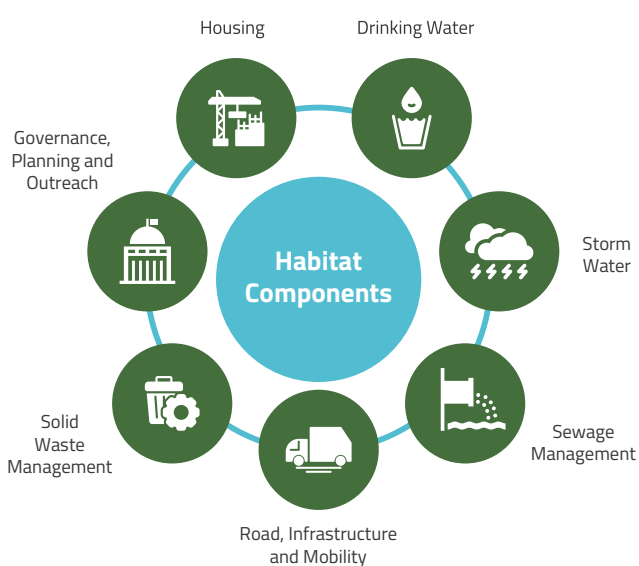 Housing
Drinking Water
Governance,
Planning and
Outreach
Storm
Water
Habitat
Components
Solid
Waste
Management
Sewage
Management
Road, Infrastructure
and Mobility